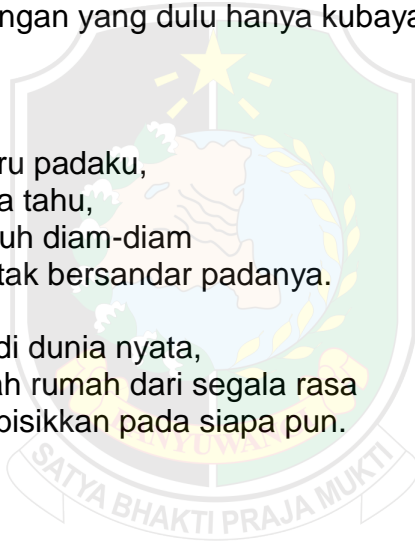 ngan yang dulu hanya kubaya
ru padaku,
a tahu,
uh diam-diam
tak bersandar padanya.
di dunia nyata,
ah rumah dari segala rasa
bisikkan pada siapa pun.
BANYUWANGI
SATYA BHAKTI PRAJA MUKTI